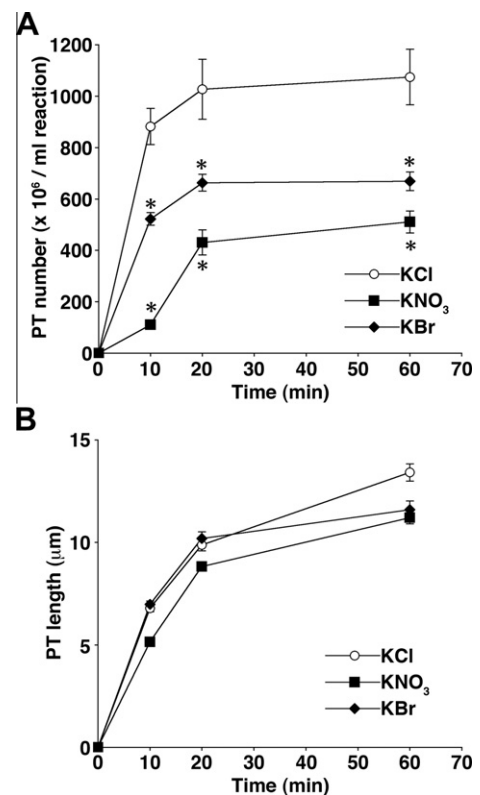 A
PT number (x 10⁶ / ml reaction)
1200
1000
800
600
400
200
0
*
*
*
*
*
*
KCl
KNO₃
KBr
0 10 20 30 40 50 60 70
Time (min)
B
PT length (μm)
15
10
5
0
KCl
KNO₃
KBr
0 10 20 30 40 50 60 70
Time (min)